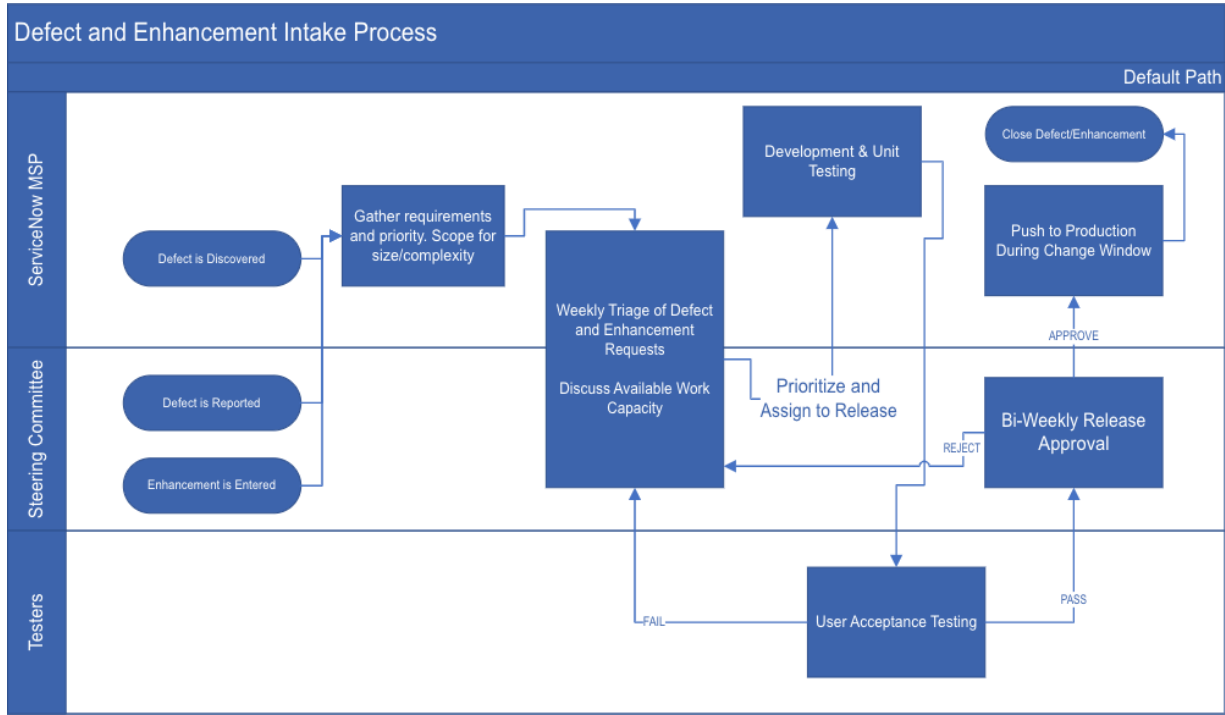 Defect and Enhancement Intake Process
Default Path
ServiceNow MSP
Defect is Discovered
Gather requirements
and priority. Scope for
size/complexity
Weekly Triage of Defect
and Enhancement
Requests
Discuss Available Work
Capacity
Development & Unit
Testing
Close Defect/Enhancement
Push to Production
During Change Window
APPROVE
Steering Committee
Defect is Reported
Enhancement is Entered
Prioritize and
Assign to Release
Bi-Weekly Release
Approval
REJECT
Testers
FAIL
User Acceptance Testing
PASS